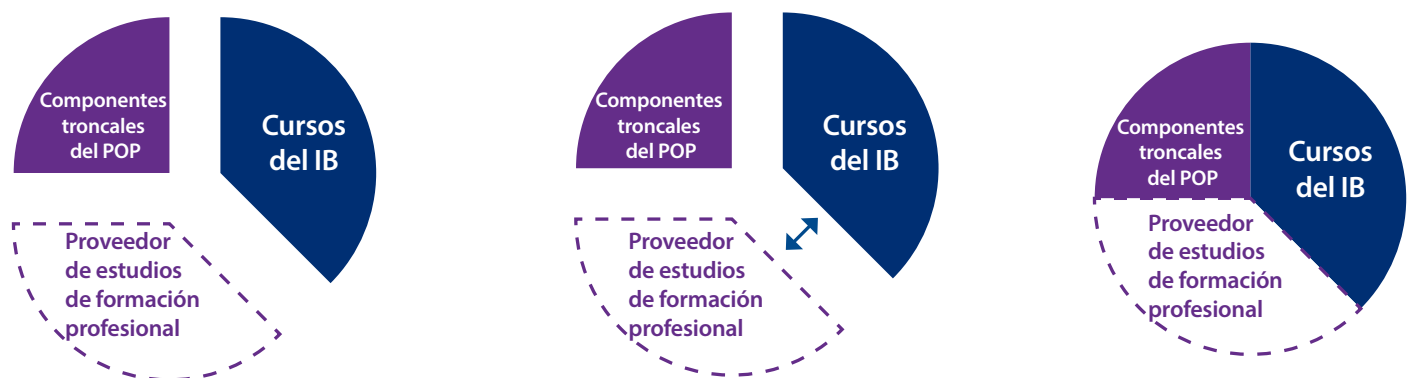 Componentes
troncales
del POP
Cursos
del IB
Proveedor
de estudios
de formación
profesional
Componentes
troncales
del POP
Cursos
del IB
Proveedor
de estudios
de formación
profesional
Componentes
troncales
del POP
Cursos
del IB
Proveedor
de estudios
de formación
profesional